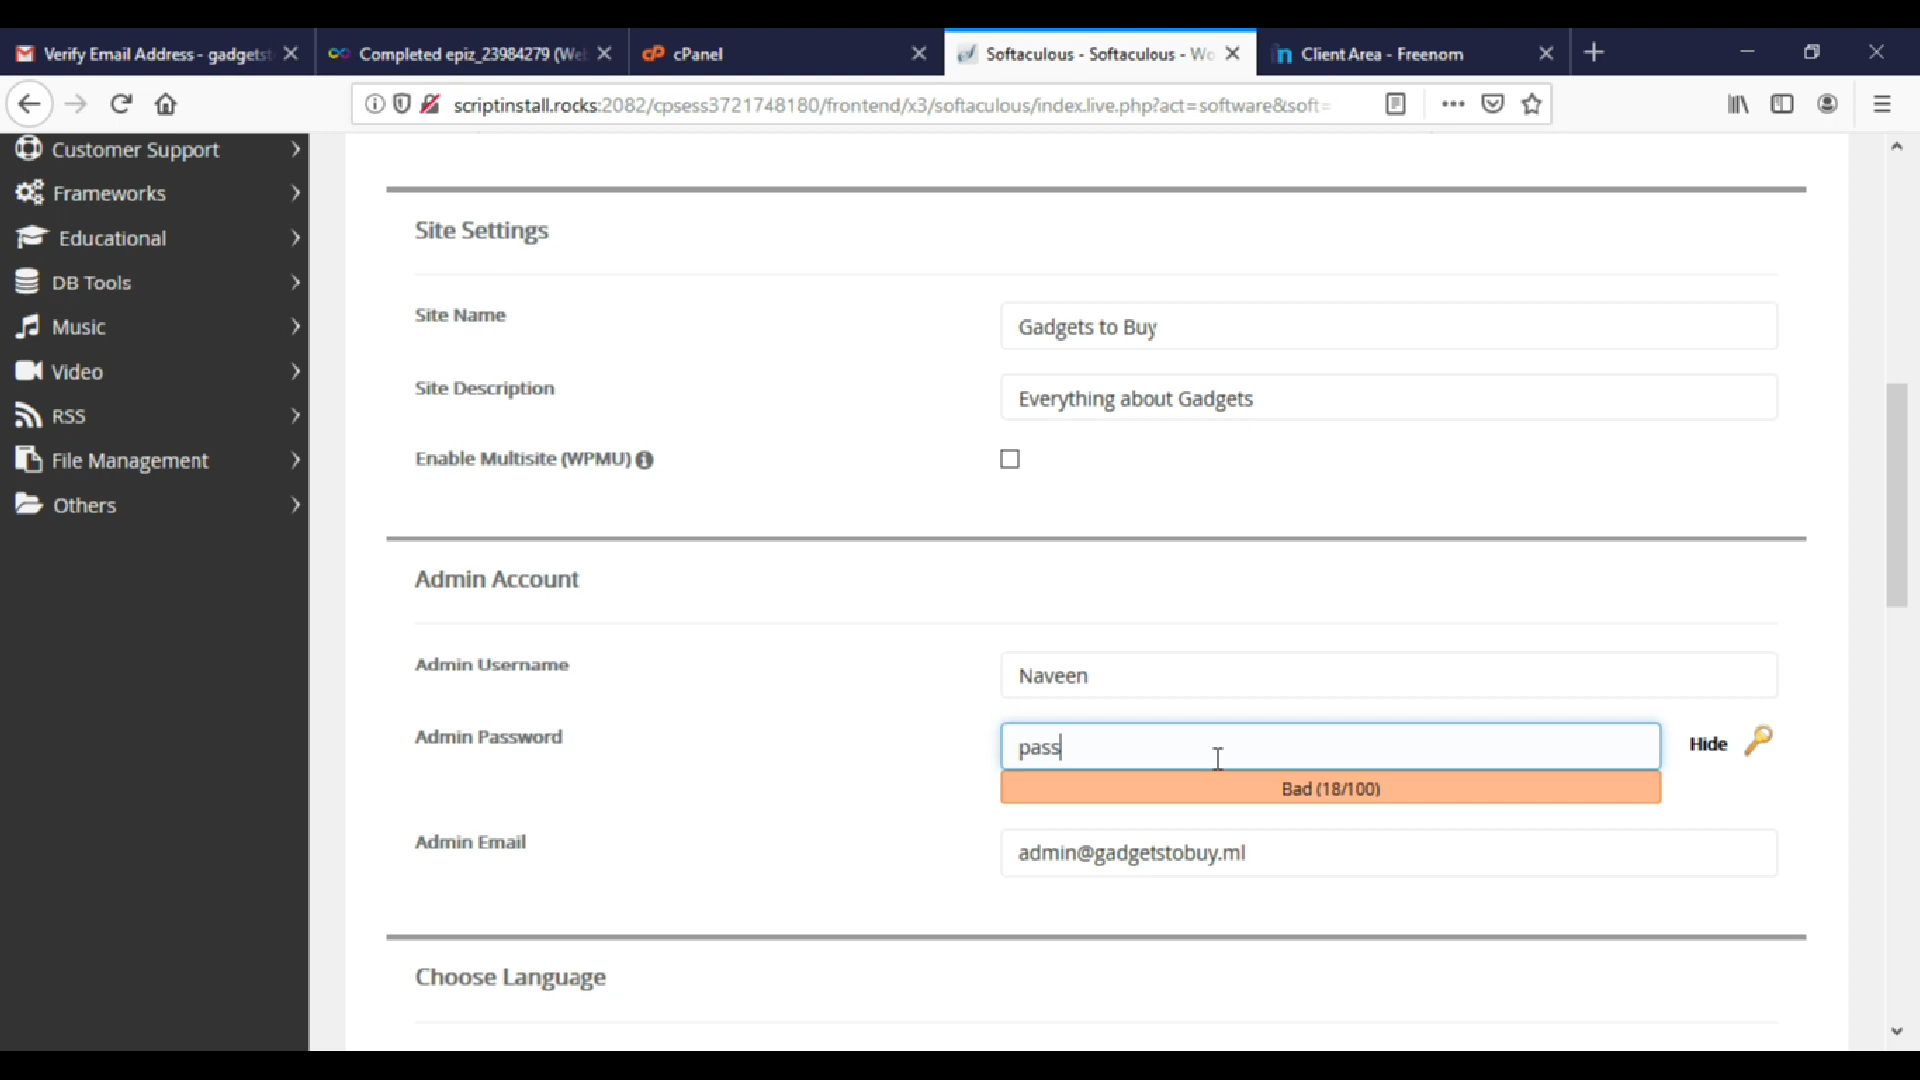 Verify Email Address - gadgetst
Completed epiz_23984279 (We
cPanel
Softaculous - Softaculous - Wo
Client Area - Freenom
scriptinstall.rocks:2082/cpsess3721748180/frontend/x3/softaculous/index.live.php?act=software&soft=
Customer Support
Frameworks
Educational
DB Tools
Music
Video
RSS
File Management
Others
Site Settings
Site Name
Gadgets to Buy
Site Description
Everything about Gadgets
Enable Multisite (WPMU)
Admin Account
Admin Username
Naveen
Admin Password
pass
Hide
Bad (18/100)
Admin Email
admin@gadgetstobuy.ml
Choose Language